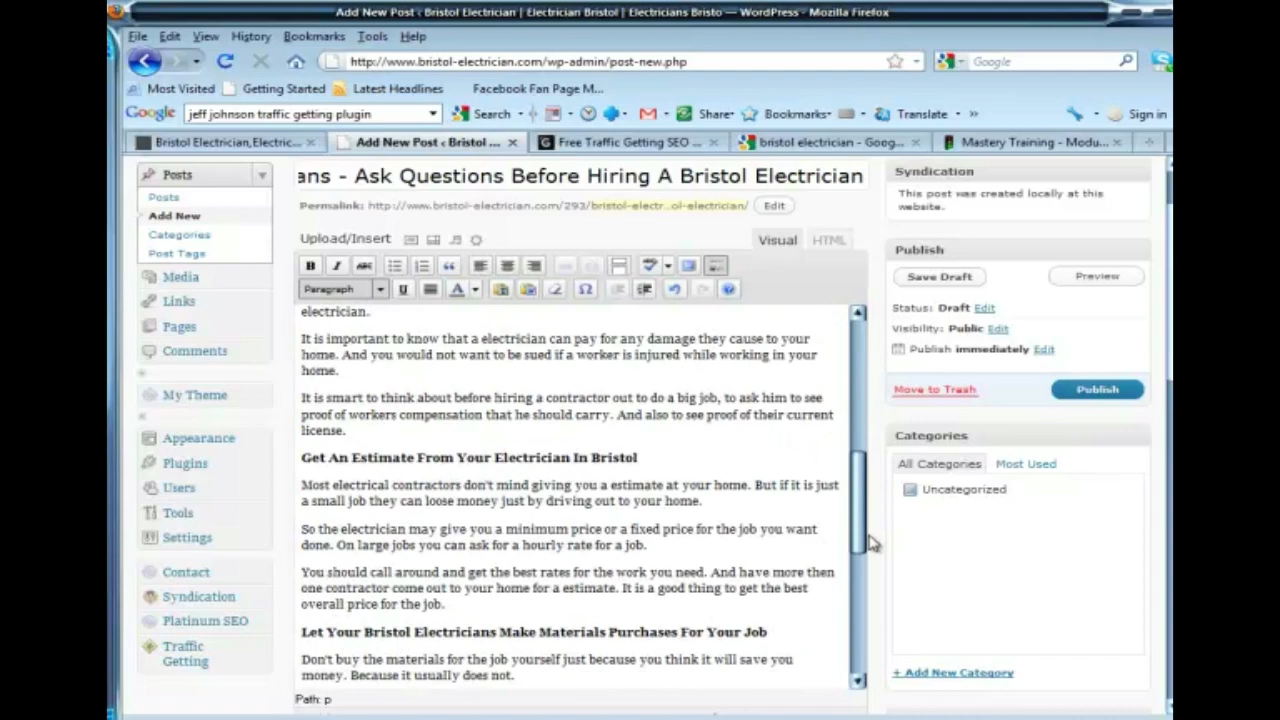 Add New Post ‹ Bristol Electrician | Electrician Bristol | Electricians Bristo — WordPress - Mozilla Firefox
File Edit View History Bookmarks Tools Help
http://www.bristol-electrician.com/wp-admin/post-new.php
Google
Most Visited Getting Started Latest Headlines Facebook Fan Page M...
Google jeff johnson traffic getting plugin Search Share Bookmarks Translate » Sign in
Bristol Electrician,Electric... Add New Post ‹ Bristol ... Free Traffic Getting SEO ... bristol electrician - Goog... Mastery Training - Modu...
Posts
Posts
Add New
Categories
Post Tags
Media
Links
Pages
Comments
My Theme
Appearance
Plugins
Users
Tools
Settings
Contact
Syndication
Platinum SEO
Traffic
Getting
ans - Ask Questions Before Hiring A Bristol Electrician
Permalink: http://www.bristol-electrician.com/293/bristol-electr...ol-electrician/ Edit
Upload/Insert Visual HTML
B I ABC
Paragraph U A Ω
electrician.
It is important to know that a electrician can pay for any damage they cause to your
home. And you would not want to be sued if a worker is injured while working in your
home.
It is smart to think about before hiring a contractor out to do a big job, to ask him to see
proof of workers compensation that he should carry. And also to see proof of their current
license.
Get An Estimate From Your Electrician In Bristol
Most electrical contractors don't mind giving you a estimate at your home. But if it is just
a small job they can loose money just by driving out to your home.
So the electrician may give you a minimum price or a fixed price for the job you want
done. On large jobs you can ask for a hourly rate for a job.
You should call around and get the best rates for the work you need. And have more then
one contractor come out to your home for a estimate. It is a good thing to get the best
overall price for the job.
Let Your Bristol Electricians Make Materials Purchases For Your Job
Don't buy the materials for the job yourself just because you think it will save you
money. Because it usually does not.
Path: p
Syndication
This post was created locally at this
website.
Publish
Save Draft Preview
Status: Draft Edit
Visibility: Public Edit
Publish immediately Edit
Move to Trash Publish
Categories
All Categories Most Used
Uncategorized
+ Add New Category